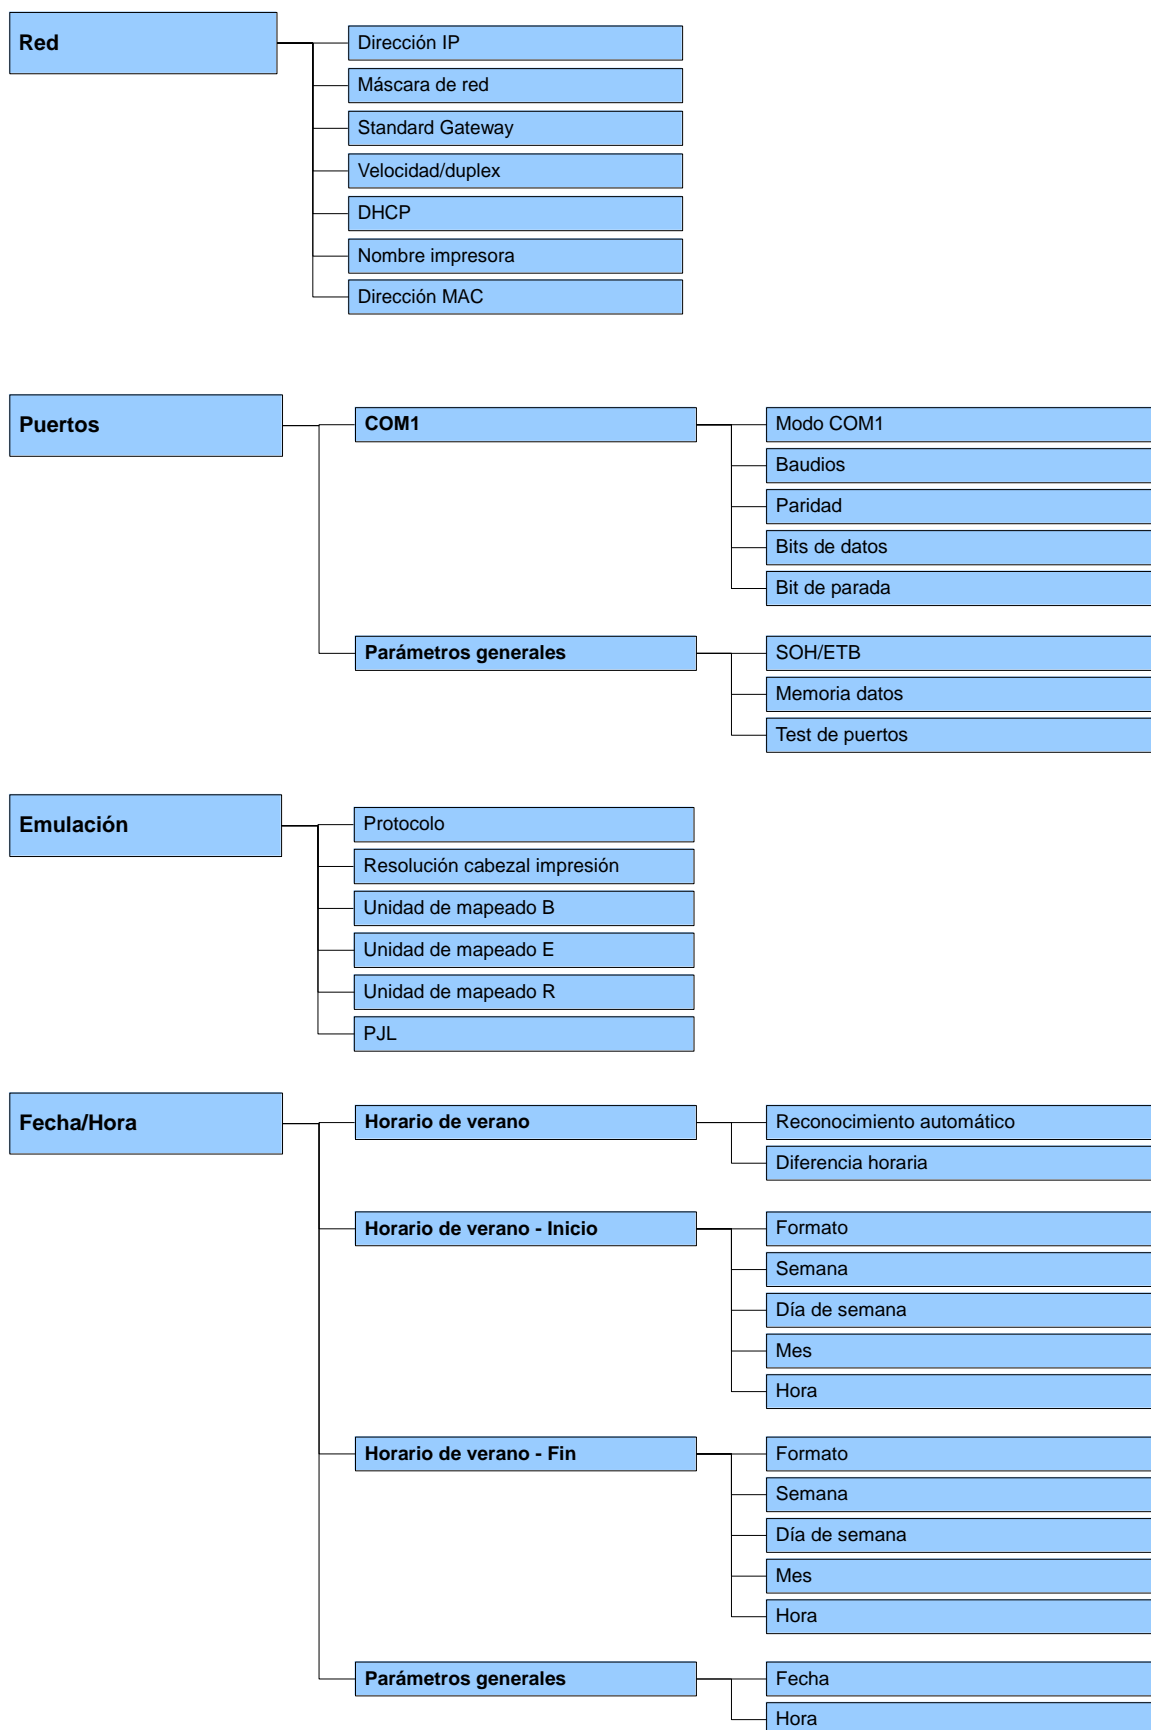 Red
Dirección IP
Máscara de red
Standard Gateway
Velocidad/duplex
DHCP
Nombre impresora
Dirección MAC
Puertos
COM1
Modo COM1
Baudios
Paridad
Bits de datos
Bit de parada
Parámetros generales
SOH/ETB
Memoria datos
Test de puertos
Emulación
Protocolo
Resolución cabezal impresión
Unidad de mapeado B
Unidad de mapeado E
Unidad de mapeado R
PJL
Fecha/Hora
Horario de verano
Reconocimiento automático
Diferencia horaria
Horario de verano - Inicio
Formato
Semana
Día de semana
Mes
Hora
Horario de verano - Fin
Formato
Semana
Día de semana
Mes
Hora
Parámetros generales
Fecha
Hora